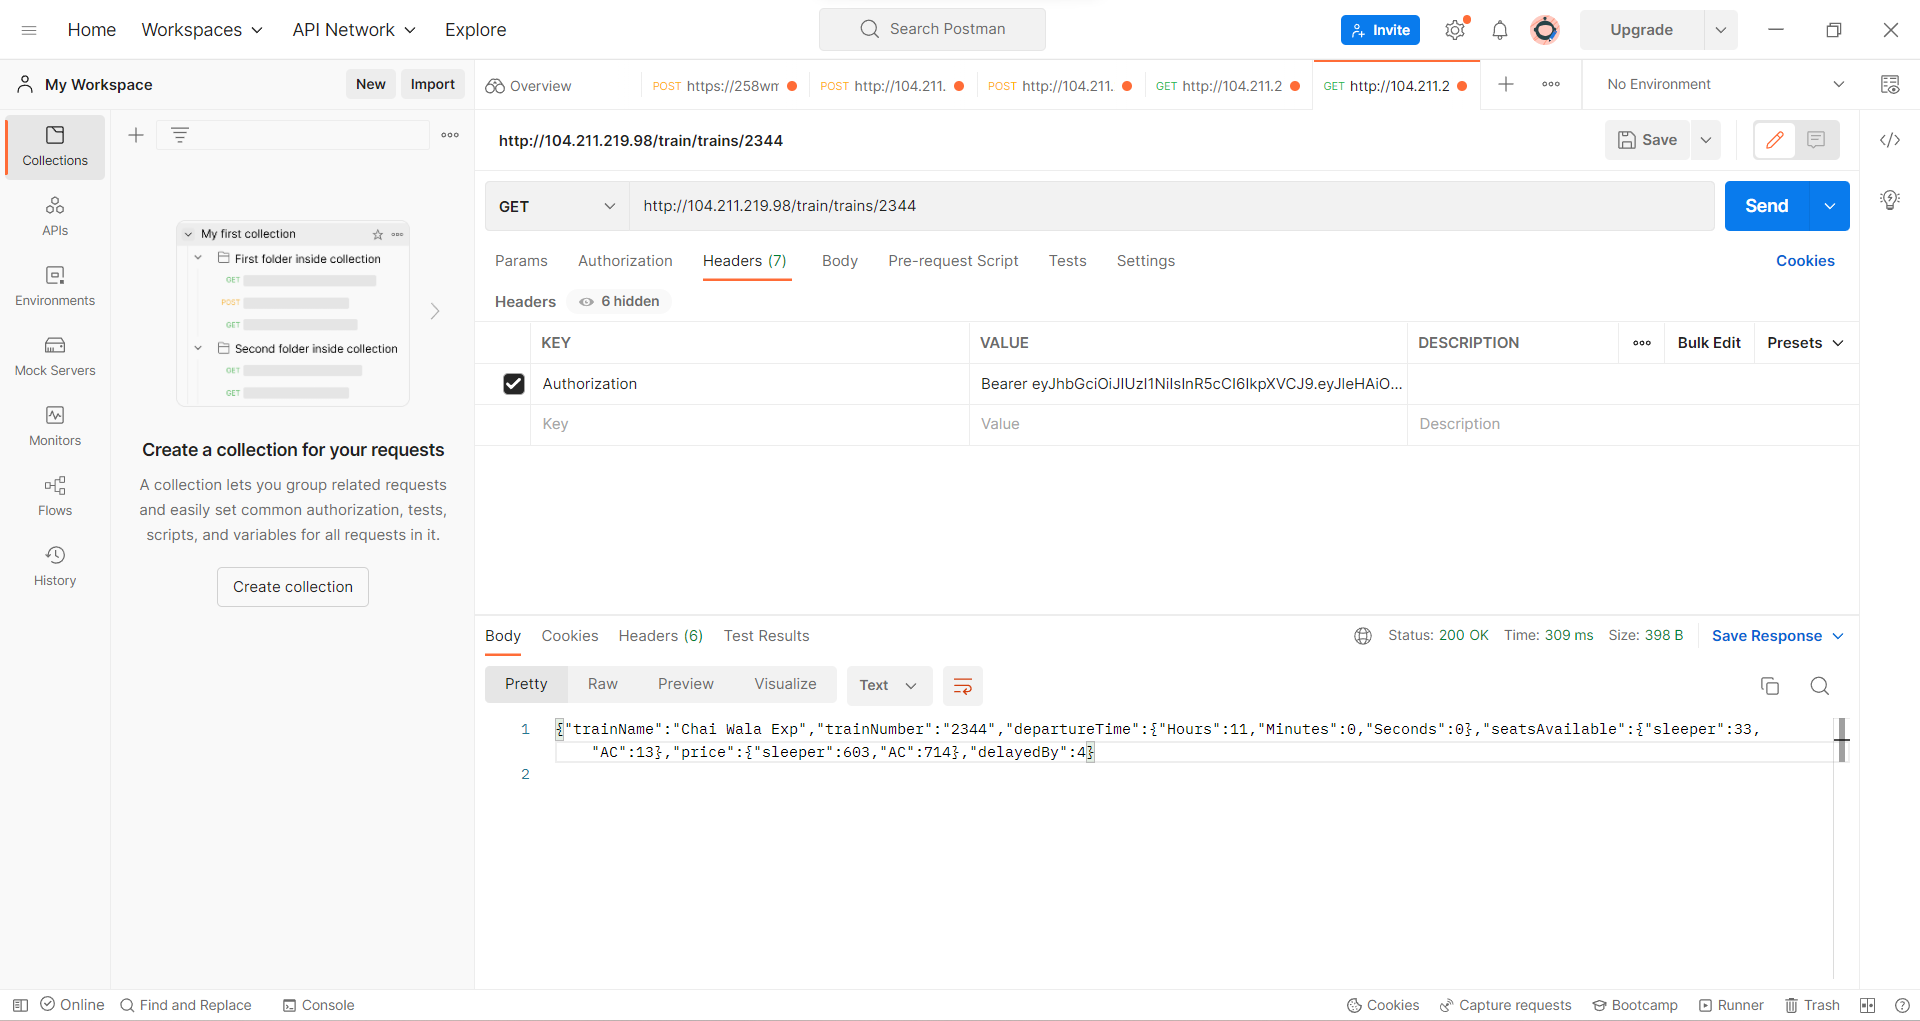 Home Workspaces API Network Explore Search Postman Invite Upgrade
My Workspace New Import Overview POST https://258wm POST http://104.211. POST http://104.211. GET http://104.211.2 GET http://104.211.2 No Environment
Collections
APIs
Environments
Mock Servers
Monitors
Flows
History
My first collection
First folder inside collection
GET
POST
GET
Second folder inside collection
GET
GET
Create a collection for your requests
A collection lets you group related requests
and easily set common authorization, tests,
scripts, and variables for all requests in it.
Create collection
http://104.211.219.98/train/trains/2344 Save
GET http://104.211.219.98/train/trains/2344 Send
Params Authorization Headers (7) Body Pre-request Script Tests Settings Cookies
Headers 6 hidden
KEY VALUE DESCRIPTION Bulk Edit Presets
Authorization Bearer eyJhbGciOiJIUzI1NiIsInR5cCI6IkpXVCJ9.eyJleHAiO...
Key Value Description
Body Cookies Headers (6) Test Results Status: 200 OK Time: 309 ms Size: 398 B Save Response
Pretty Raw Preview Visualize Text
1 {"trainName":"Chai Wala Exp","trainNumber":"2344","departureTime":{"Hours":11,"Minutes":0,"Seconds":0},"seatsAvailable":{"sleeper":33,
"AC":13},"price":{"sleeper":603,"AC":714},"delayedBy":4}
2
Online Find and Replace Console Cookies Capture requests Bootcamp Runner Trash